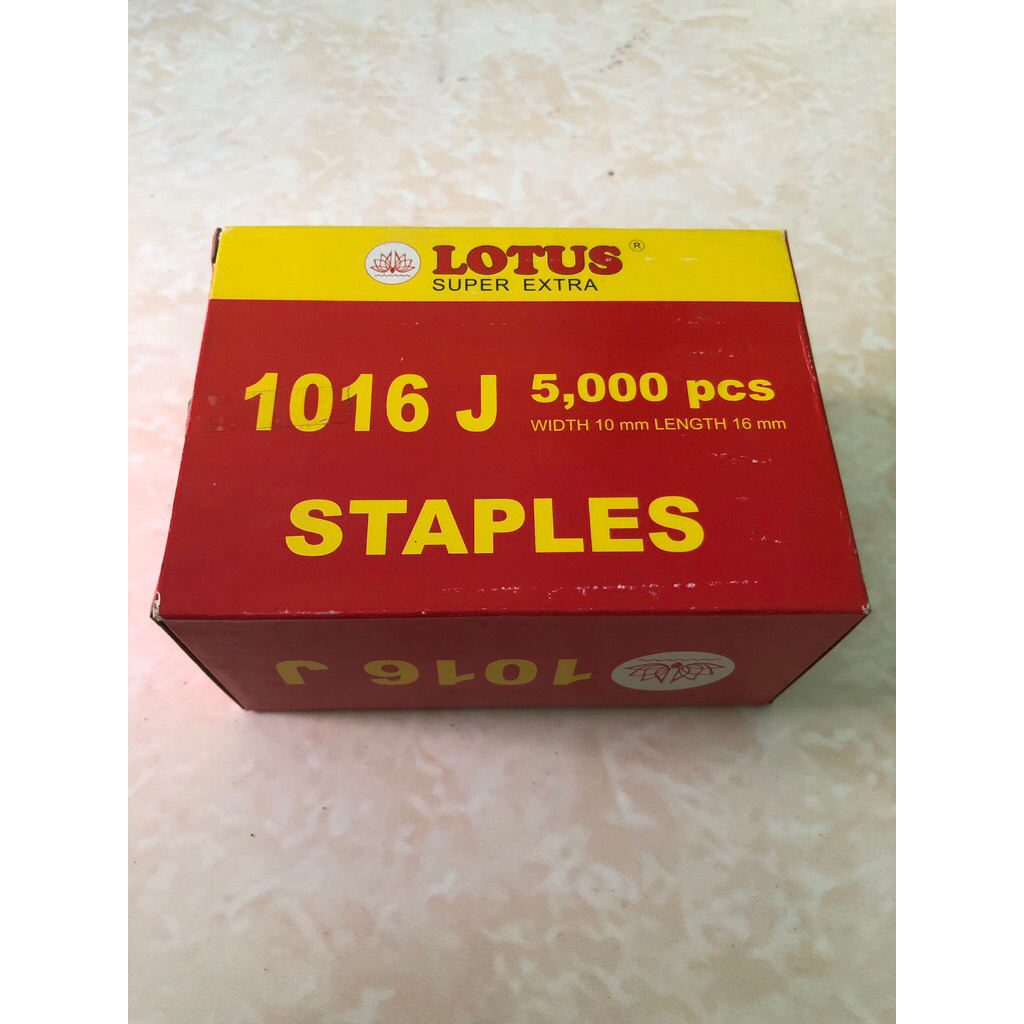 LOTUS ®
SUPER EXTRA
1016 J
5,000 pcs
WIDTH 10 mm LENGTH 16 mm
STAPLES
1016 J